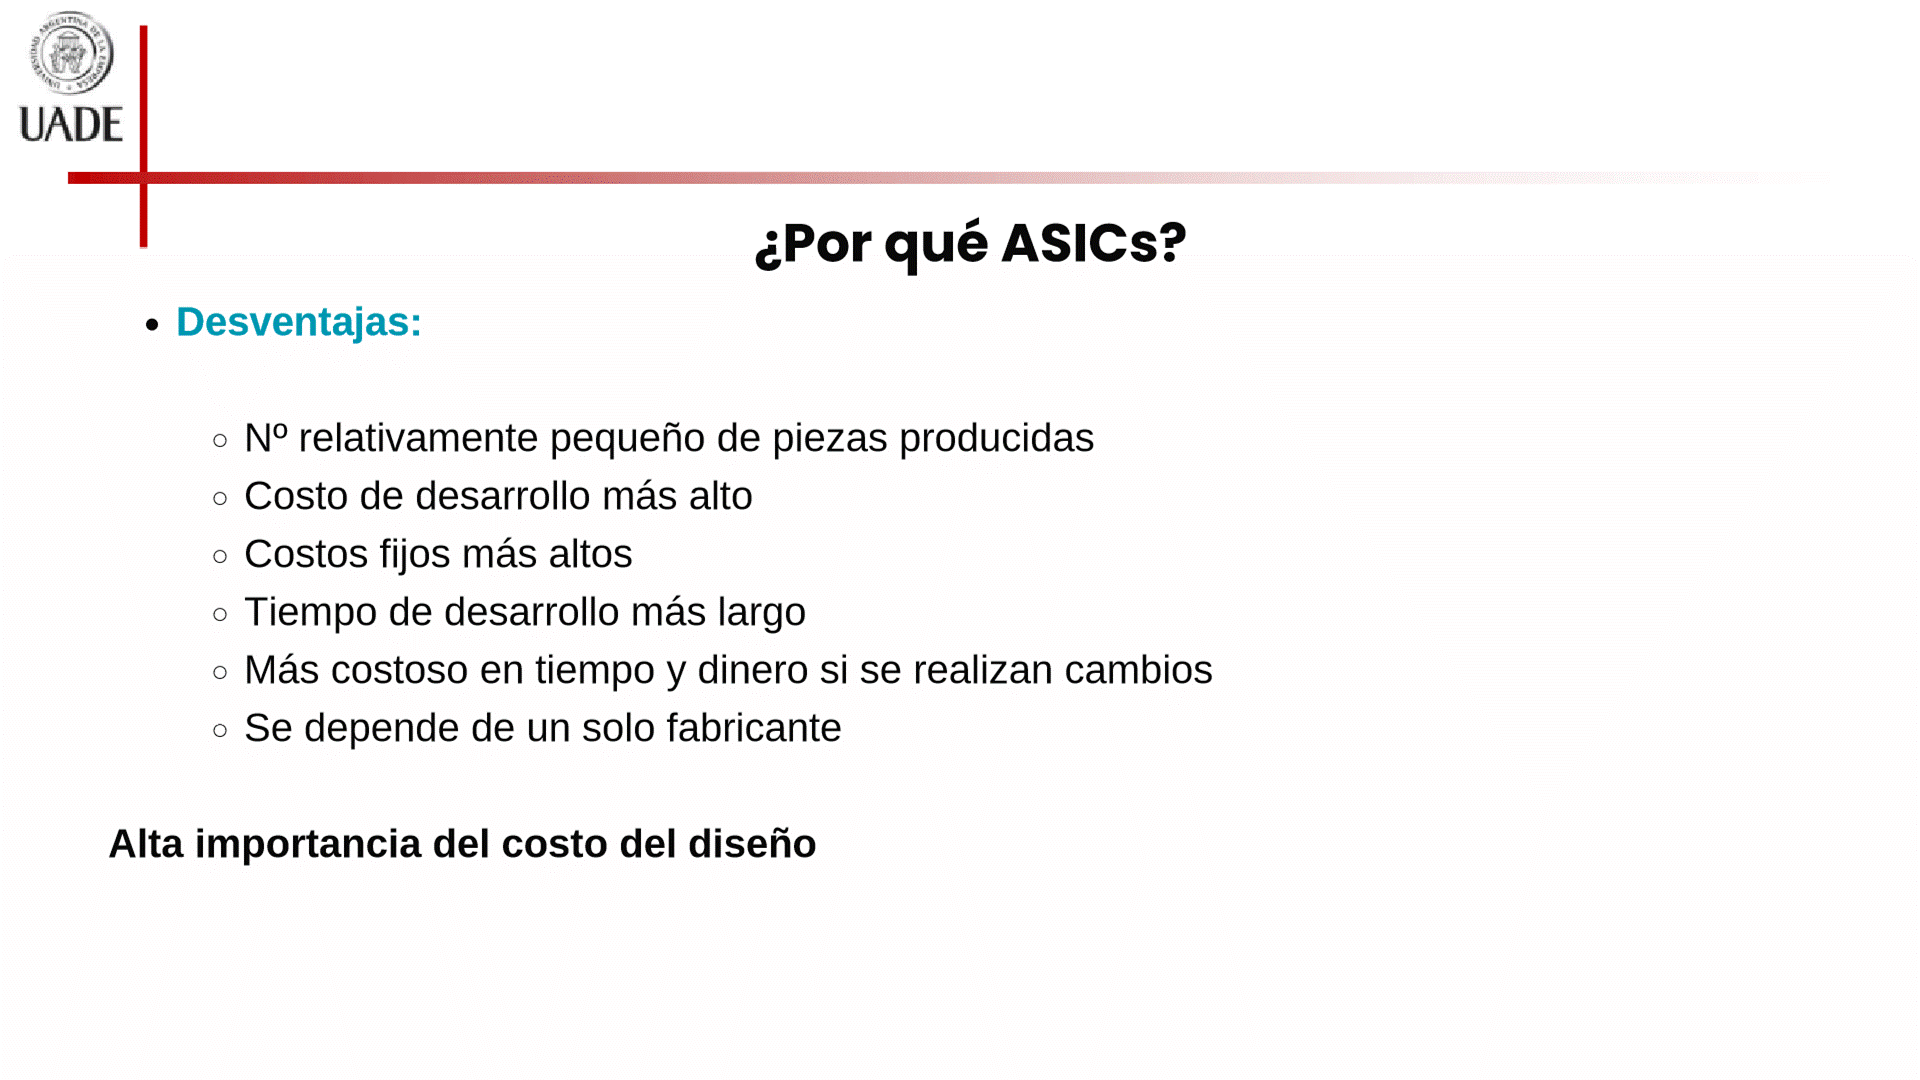 UNIVERSIDAD ARGENTINA DE LA EMPRESA
UADE
¿Por qué ASICs?
• Desventajas:
○ Nº relativamente pequeño de piezas producidas
○ Costo de desarrollo más alto
○ Costos fijos más altos
○ Tiempo de desarrollo más largo
○ Más costoso en tiempo y dinero si se realizan cambios
○ Se depende de un solo fabricante
Alta importancia del costo del diseño